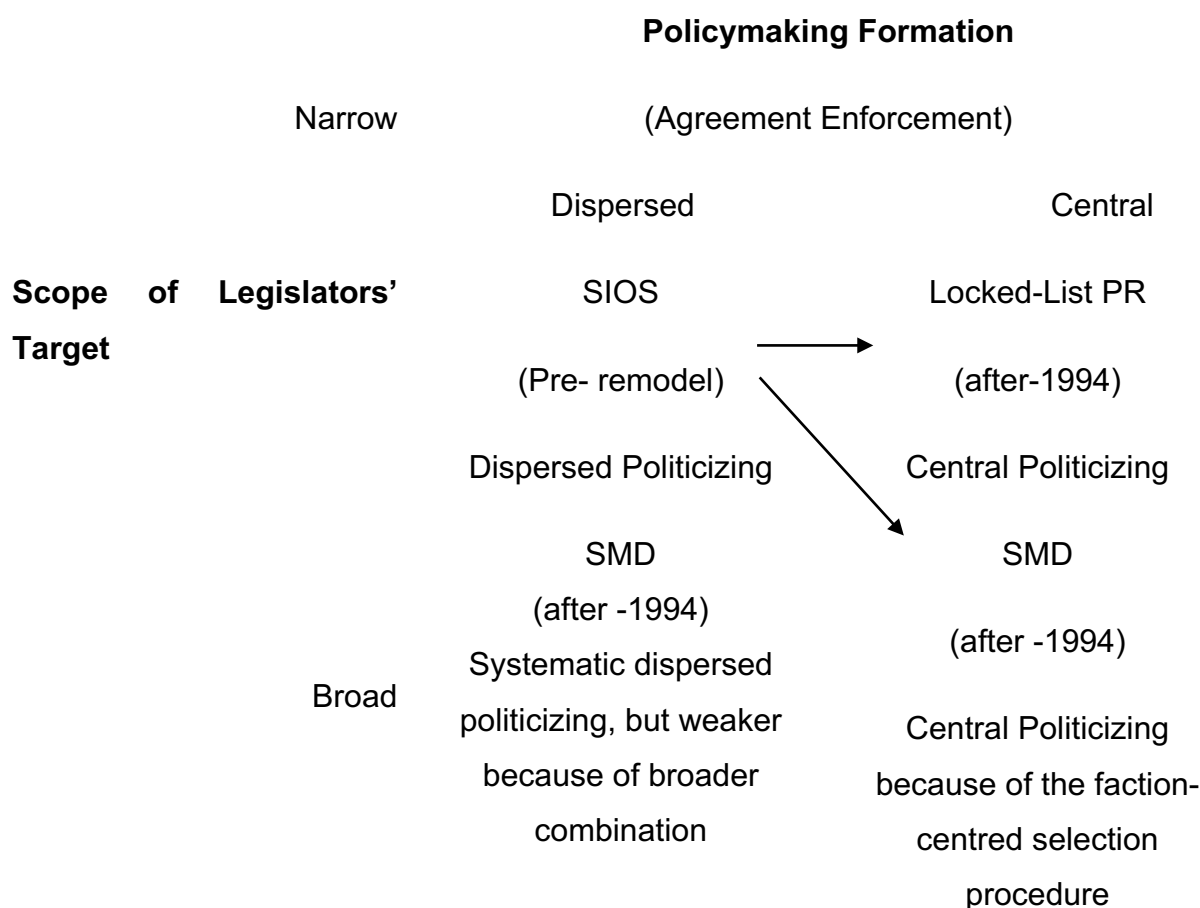 Policymaking Formation
Narrow
(Agreement Enforcement)
Dispersed
Central
Scope of Legislators’
Target
SIOS
(Pre- remodel)
Dispersed Politicizing
Locked-List PR
(after-1994)
Central Politicizing
Broad
SMD
(after -1994)
Systematic dispersed
politicizing, but weaker
because of broader
combination
SMD
(after -1994)
Central Politicizing
because of the faction-
centred selection
procedure